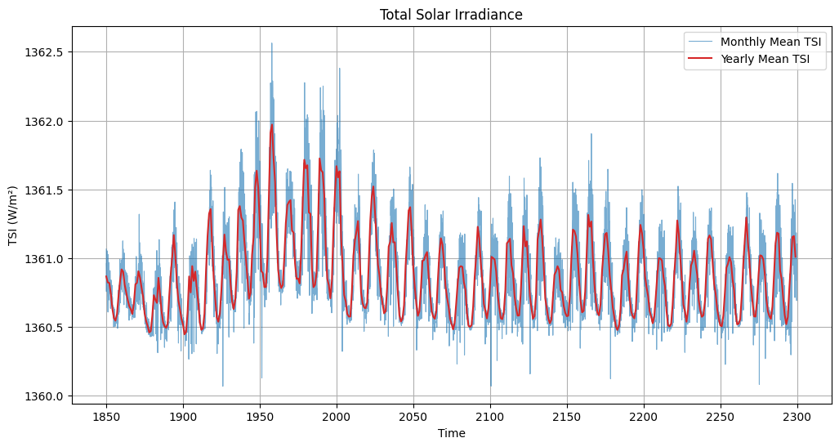 Total Solar Irradiance
Monthly Mean TSI
Yearly Mean TSI
TSI (W/m²)
1362.5
1362.0
1361.5
1361.0
1360.5
1360.0
1850 1900 1950 2000 2050 2100 2150 2200 2250 2300
Time